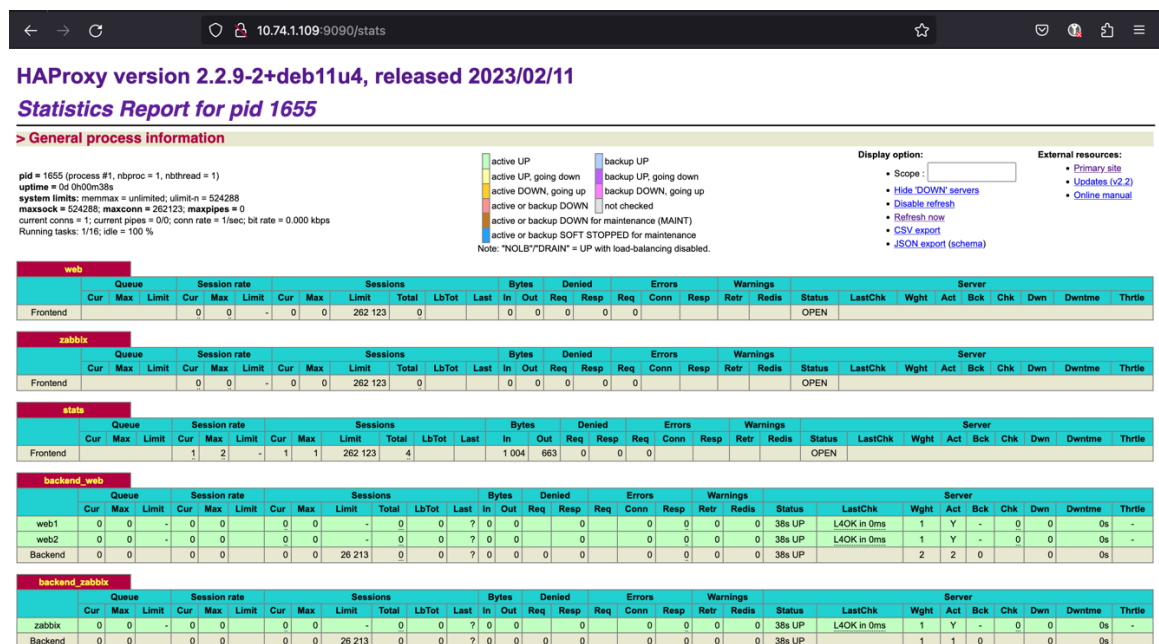 10.74.1.109:9090/stats
HAProxy version 2.2.9-2+deb11u4, released 2023/02/11
Statistics Report for pid 1655
> General process information
pid = 1655 (process #1, nbproc = 1, nbthread = 1)
uptime = 0d 0h00m38s
system limits: memmax = unlimited; ulimit-n = 524288
maxsock = 524288; maxconn = 262123; maxpipes = 0
current conns = 1; current pipes = 0/0; conn rate = 1/sec; bit rate = 0.000 kbps
Running tasks: 1/16; idle = 100 %
active UP backup UP
active UP, going down backup UP, going down
active DOWN, going up backup DOWN, going up
active or backup DOWN not checked
active or backup DOWN for maintenance (MAINT)
active or backup SOFT STOPPED for maintenance
Note: "NOLB"/"DRAIN" = UP with load-balancing disabled.
Display option:
• Scope :
• Hide 'DOWN' servers
• Disable refresh
• Refresh now
• CSV export
• JSON export (schema)
External resources:
• Primary site
• Updates (v2.2)
• Online manual
web
Queue Session rate Sessions Bytes Denied Errors Warnings Server
Cur Max Limit Cur Max Limit Cur Max Limit Total LbTot Last In Out Req Resp Req Conn Resp Retr Redis Status LastChk Wght Act Bck Chk Dwn Dwntme Thrtle
Frontend 0 0 - 0 0 262 123 0 0 0 0 0 0 OPEN
zabbix
Queue Session rate Sessions Bytes Denied Errors Warnings Server
Cur Max Limit Cur Max Limit Cur Max Limit Total LbTot Last In Out Req Resp Req Conn Resp Retr Redis Status LastChk Wght Act Bck Chk Dwn Dwntme Thrtle
Frontend 0 0 - 0 0 262 123 0 0 0 0 0 0 OPEN
stats
Queue Session rate Sessions Bytes Denied Errors Warnings Server
Cur Max Limit Cur Max Limit Cur Max Limit Total LbTot Last In Out Req Resp Req Conn Resp Retr Redis Status LastChk Wght Act Bck Chk Dwn Dwntme Thrtle
Frontend 1 2 - 1 1 262 123 4 1 004 663 0 0 0 OPEN
backend_web
Queue Session rate Sessions Bytes Denied Errors Warnings Server
Cur Max Limit Cur Max Limit Cur Max Limit Total LbTot Last In Out Req Resp Req Conn Resp Retr Redis Status LastChk Wght Act Bck Chk Dwn Dwntme Thrtle
web1 0 0 - 0 0 0 0 - 0 0 ? 0 0 0 0 0 0 0 38s UP L4OK in 0ms 1 Y - 0 0 0s -
web2 0 0 - 0 0 0 0 - 0 0 ? 0 0 0 0 0 0 0 38s UP L4OK in 0ms 1 Y - 0 0 0s -
Backend 0 0 0 0 0 0 26 213 0 0 ? 0 0 0 0 0 0 0 0 38s UP 2 2 0 0 0s
backend_zabbix
Queue Session rate Sessions Bytes Denied Errors Warnings Server
Cur Max Limit Cur Max Limit Cur Max Limit Total LbTot Last In Out Req Resp Req Conn Resp Retr Redis Status LastChk Wght Act Bck Chk Dwn Dwntme Thrtle
zabbix 0 0 - 0 0 0 0 - 0 0 ? 0 0 0 0 0 0 0 38s UP L4OK in 0ms 1 Y - 0 0 0s -
Backend 0 0 0 0 0 0 26 213 0 0 ? 0 0 0 0 0 0 0 0 38s UP 1 1 0 0 0s